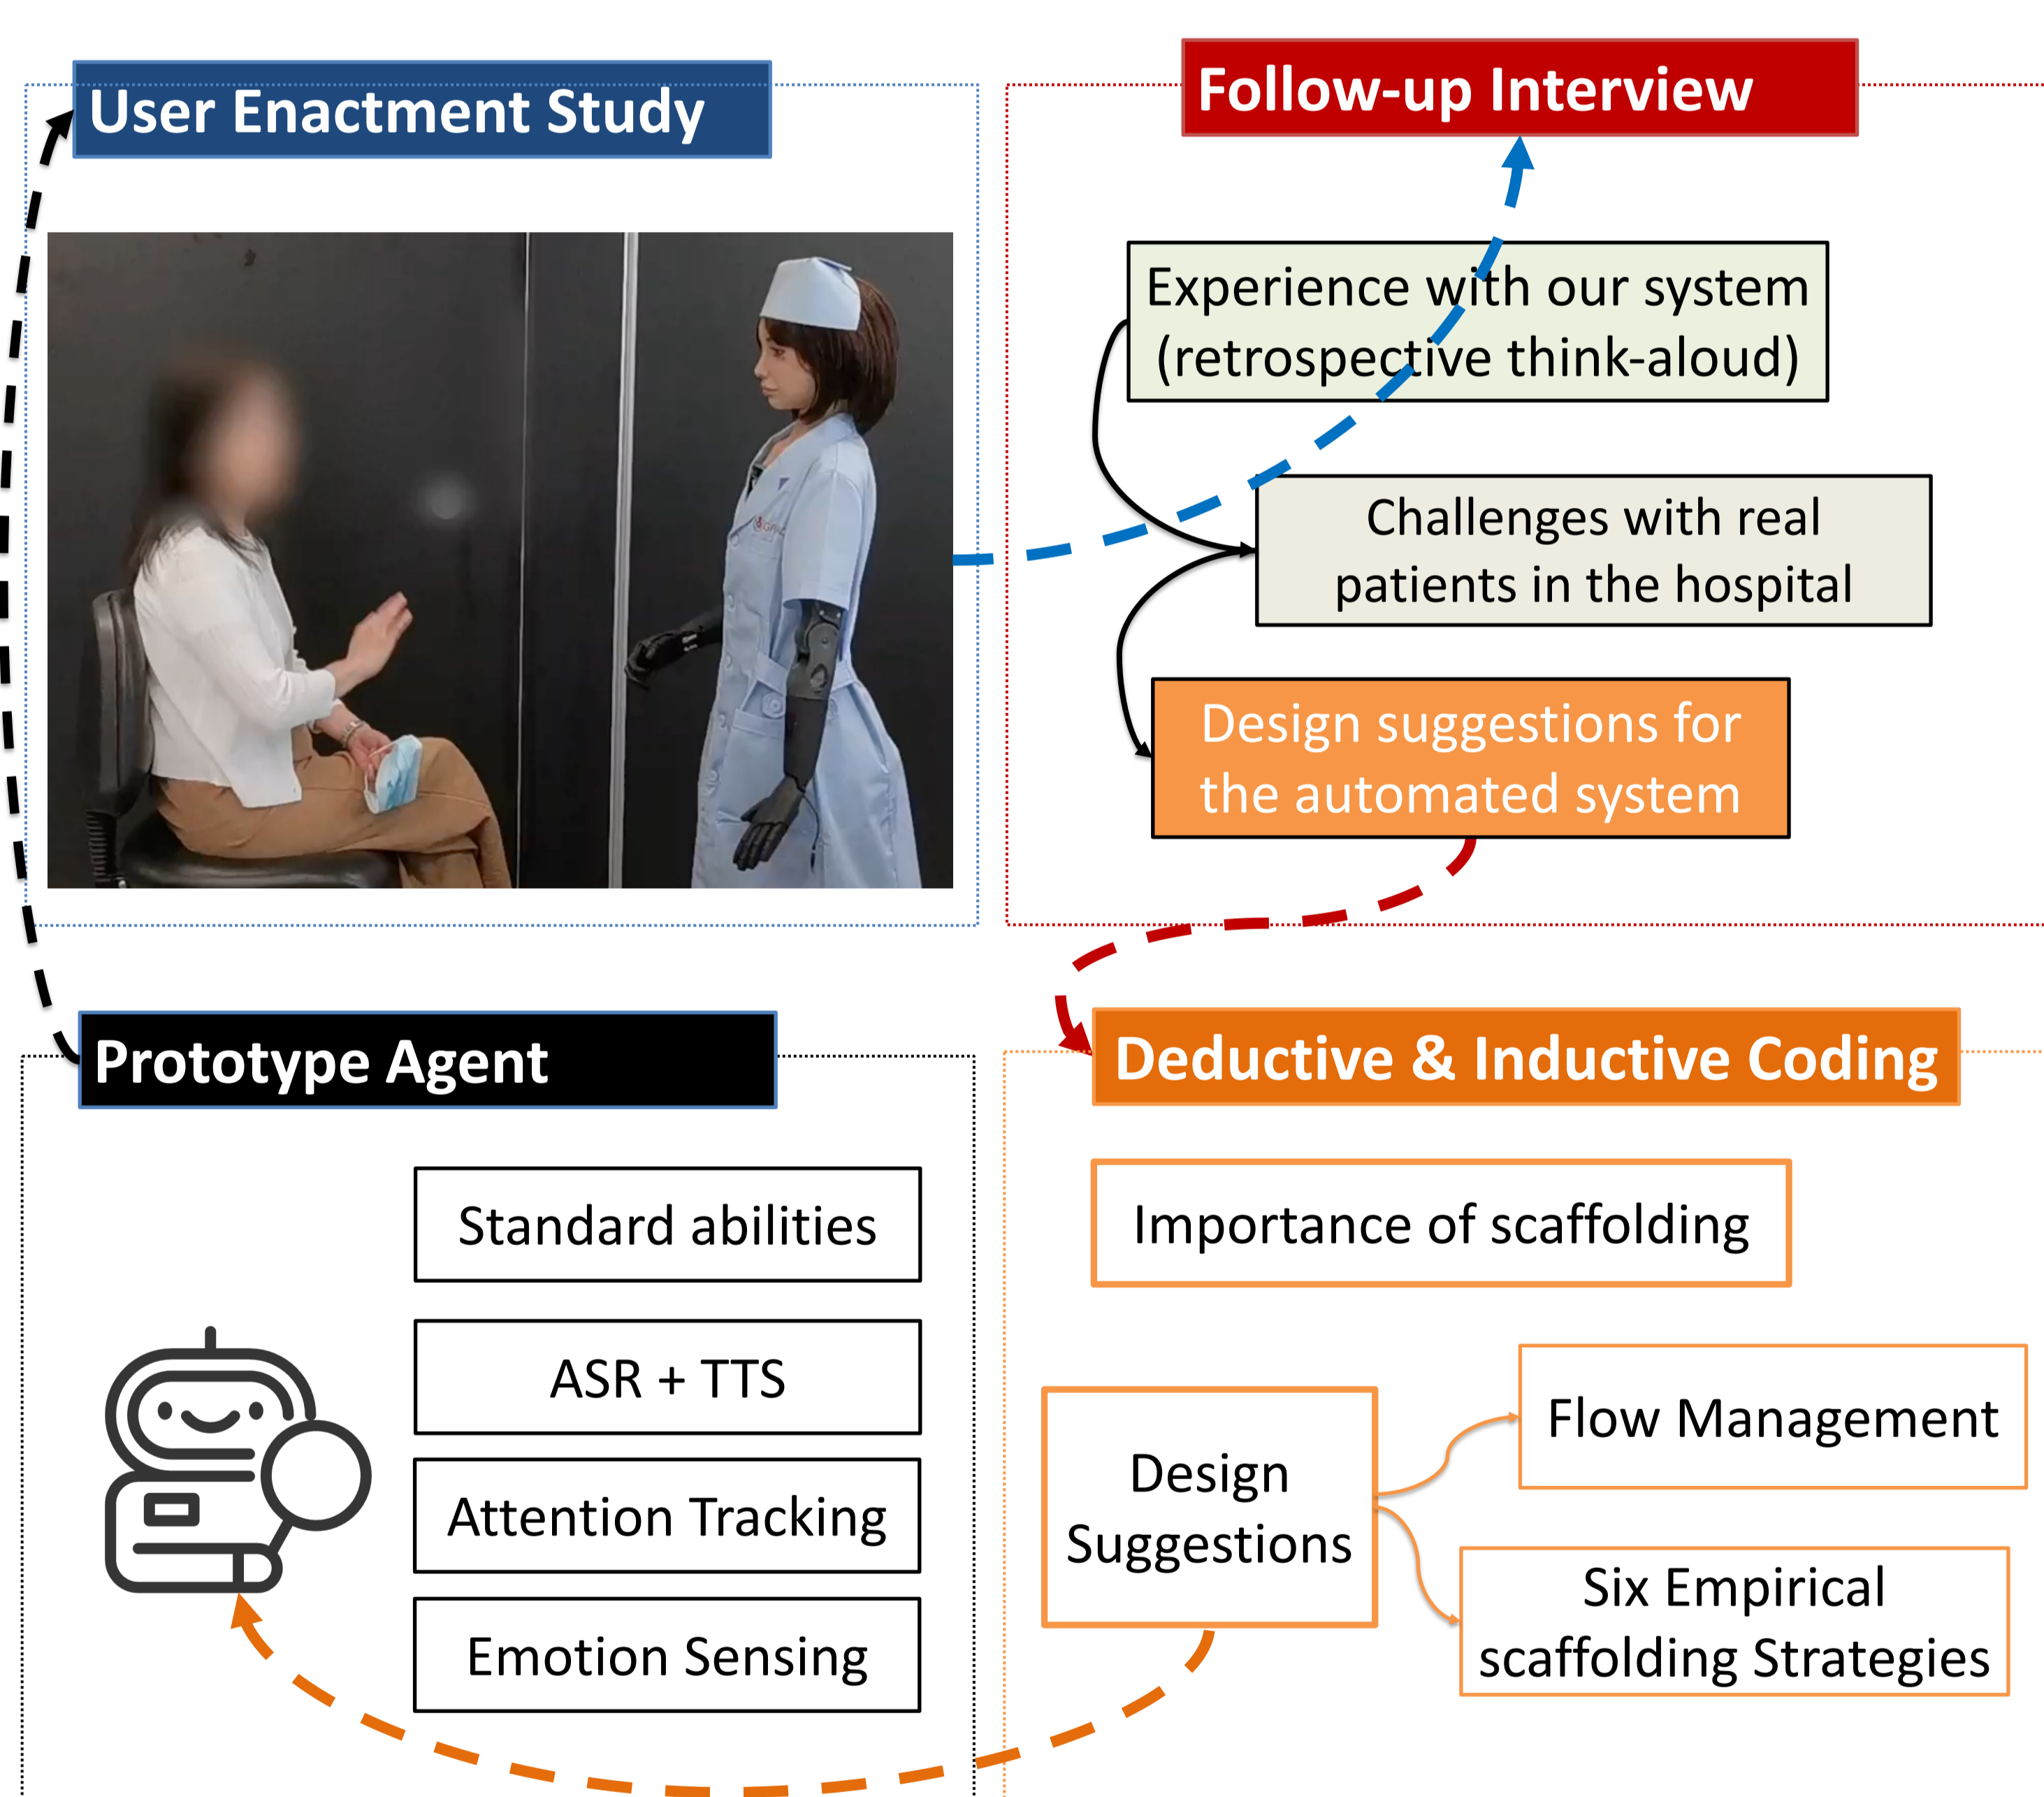 User Enactment Study
Follow-up Interview
Experience with our system
(retrospective think-aloud)
Challenges with real
patients in the hospital
Design suggestions for
the automated system
Prototype Agent
Standard abilities
ASR + TTS
Attention Tracking
Emotion Sensing
Deductive & Inductive Coding
Importance of scaffolding
Design
Suggestions
Flow Management
Six Empirical
scaffolding Strategies